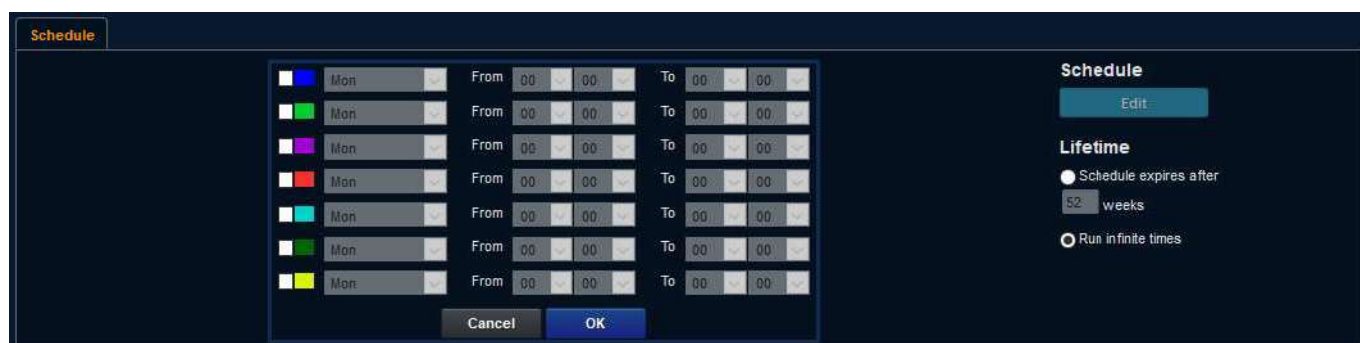 Schedule
Mon From 00 00 To 00 00
Mon From 00 00 To 00 00
Mon From 00 00 To 00 00
Mon From 00 00 To 00 00
Mon From 00 00 To 00 00
Mon From 00 00 To 00 00
Mon From 00 00 To 00 00
Cancel OK
Schedule
Edit
Lifetime
Schedule expires after
52 weeks
Run infinite times